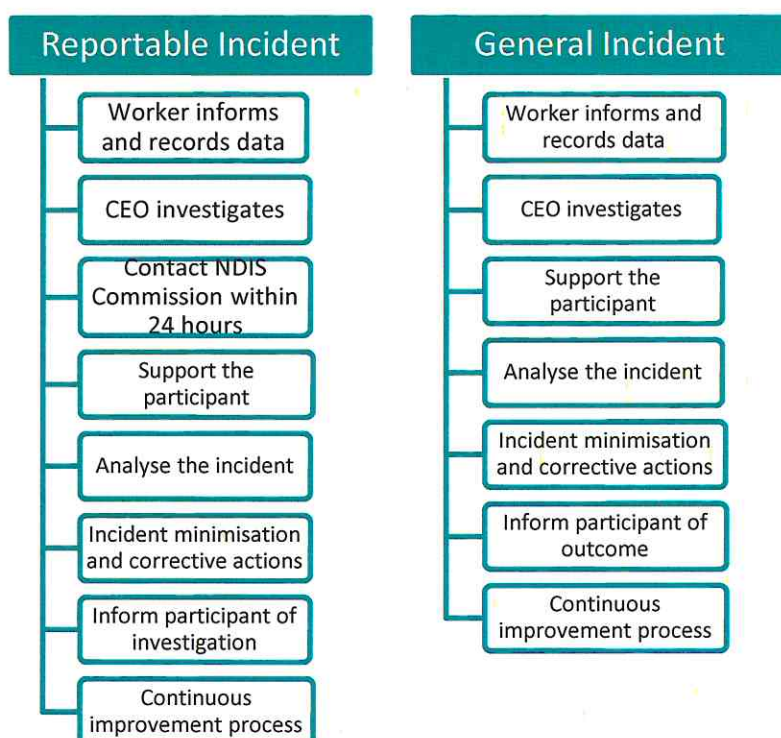 Reportable Incident
Worker informs
and records data
CEO investigates
Contact NDIS
Commission within
24 hours
Support the
participant
Analyse the incident
Incident minimisation
and corrective actions
Inform participant of
investigation
Continuous
improvement process
General Incident
Worker informs and
records data
CEO investigates
Support the
participant
Analyse the incident
Incident minimisation
and corrective actions
Inform participant of
outcome
Continuous
improvement process